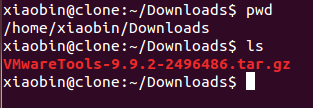 xiaobin@clone:~/Downloads$ pwd
/home/xiaobin/Downloads
xiaobin@clone:~/Downloads$ ls
VMwareTools-9.9.2-2496486.tar.gz
xiaobin@clone:~/Downloads$